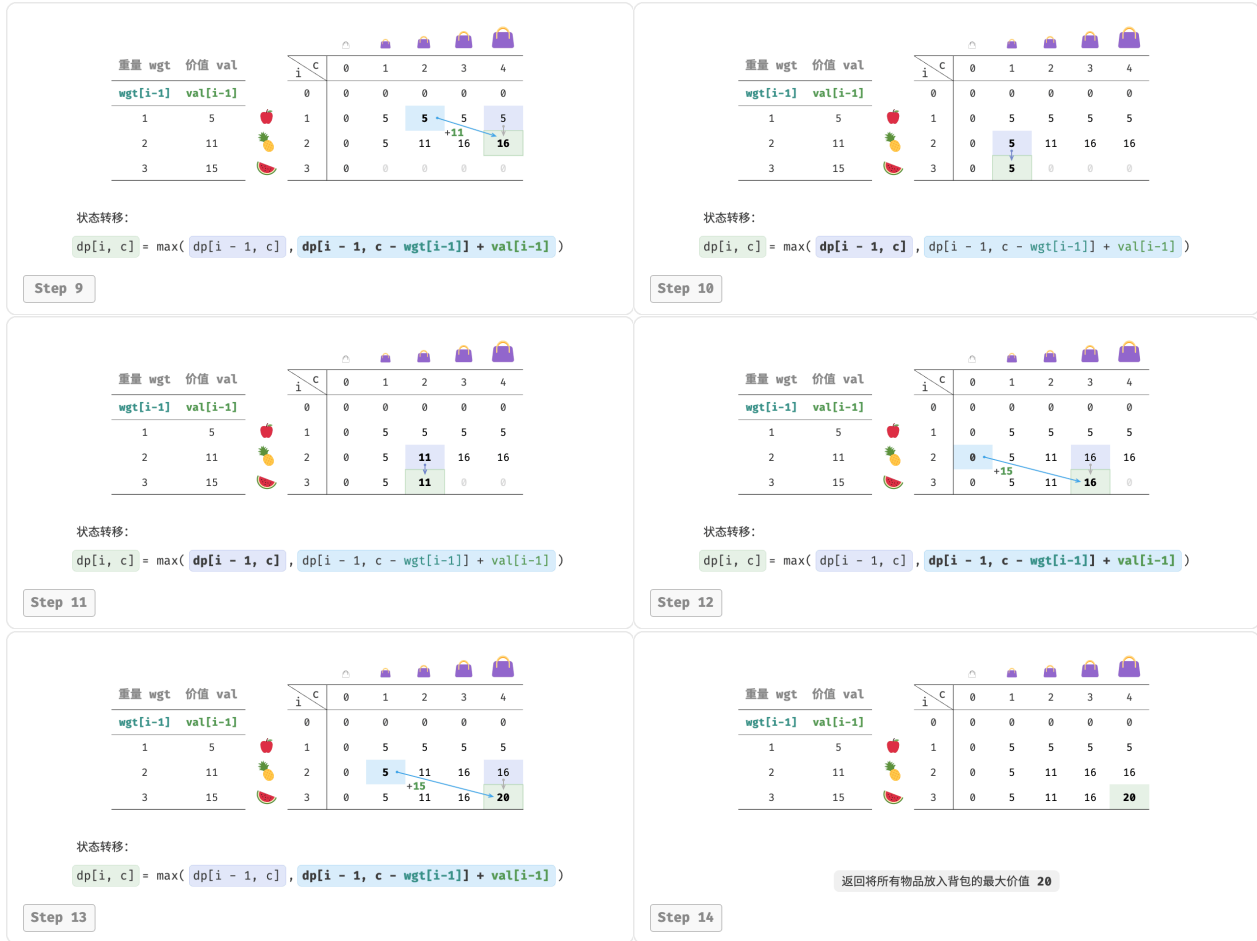 重量 wgt 价值 val
i c 0 1 2 3 4
wgt[i-1] val[i-1]
0 0 0 0 0 0
1 5
1 0 5 5 5 5
+11
2 11
2 0 5 11 16 16
3 15
3 0 0 0 0 0
状态转移：
dp[i, c] = max( dp[i - 1, c] , dp[i - 1, c - wgt[i-1]] + val[i-1] )
Step 9
重量 wgt 价值 val
i c 0 1 2 3 4
wgt[i-1] val[i-1]
0 0 0 0 0 0
1 5
1 0 5 5 5 5
2 11
2 0 5 11 16 16
3 15
3 0 5 0 0 0
状态转移：
dp[i, c] = max( dp[i - 1, c] , dp[i - 1, c - wgt[i-1]] + val[i-1] )
Step 10
重量 wgt 价值 val
i c 0 1 2 3 4
wgt[i-1] val[i-1]
0 0 0 0 0 0
1 5
1 0 5 5 5 5
2 11
2 0 5 11 16 16
3 15
3 0 5 11 0 0
状态转移：
dp[i, c] = max( dp[i - 1, c] , dp[i - 1, c - wgt[i-1]] + val[i-1] )
Step 11
重量 wgt 价值 val
i c 0 1 2 3 4
wgt[i-1] val[i-1]
0 0 0 0 0 0
1 5
1 0 5 5 5 5
2 11
2 0 5 11 16 16
+15
3 15
3 0 5 11 16 0
状态转移：
dp[i, c] = max( dp[i - 1, c] , dp[i - 1, c - wgt[i-1]] + val[i-1] )
Step 12
重量 wgt 价值 val
i c 0 1 2 3 4
wgt[i-1] val[i-1]
0 0 0 0 0 0
1 5
1 0 5 5 5 5
2 11
2 0 5 11 16 16
+15
3 15
3 0 5 11 16 20
状态转移：
dp[i, c] = max( dp[i - 1, c] , dp[i - 1, c - wgt[i-1]] + val[i-1] )
Step 13
重量 wgt 价值 val
i c 0 1 2 3 4
wgt[i-1] val[i-1]
0 0 0 0 0 0
1 5
1 0 5 5 5 5
2 11
2 0 5 11 16 16
3 15
3 0 5 11 16 20
返回将所有物品放入背包的最大价值 20
Step 14